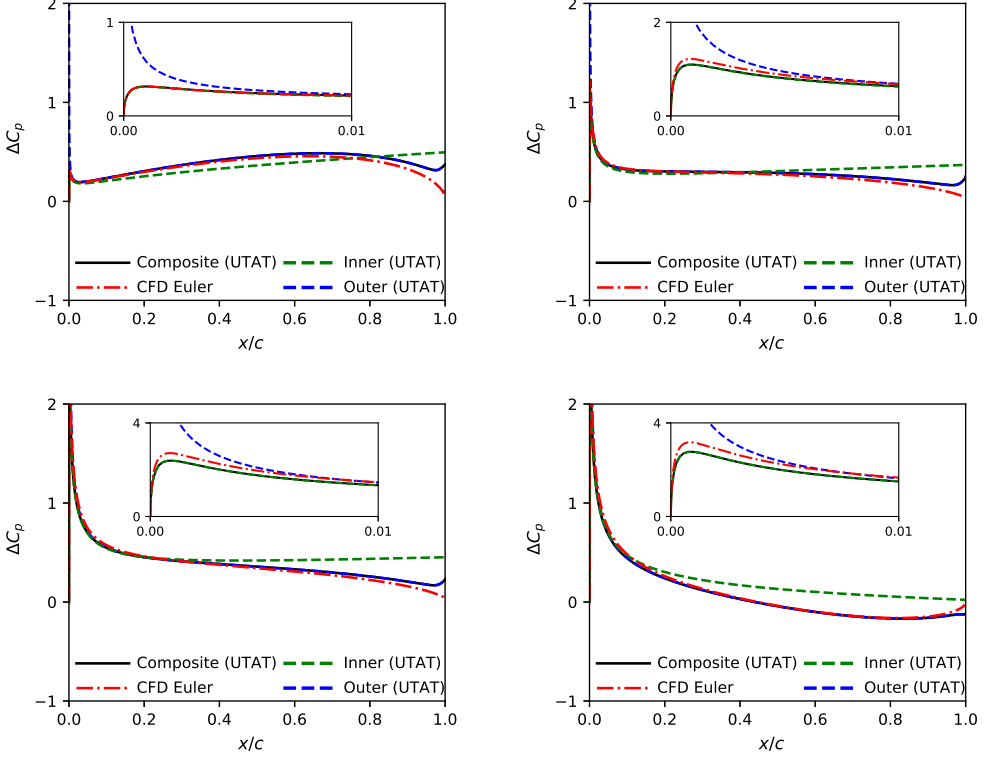 2
1
0
−1
ΔCp
1
0
0.00
0.01
Composite (UTAT)
Inner (UTAT)
CFD Euler
Outer (UTAT)
0.0
0.2
0.4
0.6
0.8
1.0
x/c
2
1
0
−1
ΔCp
2
0
0.00
0.01
Composite (UTAT)
Inner (UTAT)
CFD Euler
Outer (UTAT)
0.0
0.2
0.4
0.6
0.8
1.0
x/c
2
1
0
−1
ΔCp
4
0
0.00
0.01
Composite (UTAT)
Inner (UTAT)
CFD Euler
Outer (UTAT)
0.0
0.2
0.4
0.6
0.8
1.0
x/c
2
1
0
−1
ΔCp
4
0
0.00
0.01
Composite (UTAT)
Inner (UTAT)
CFD Euler
Outer (UTAT)
0.0
0.2
0.4
0.6
0.8
1.0
x/c